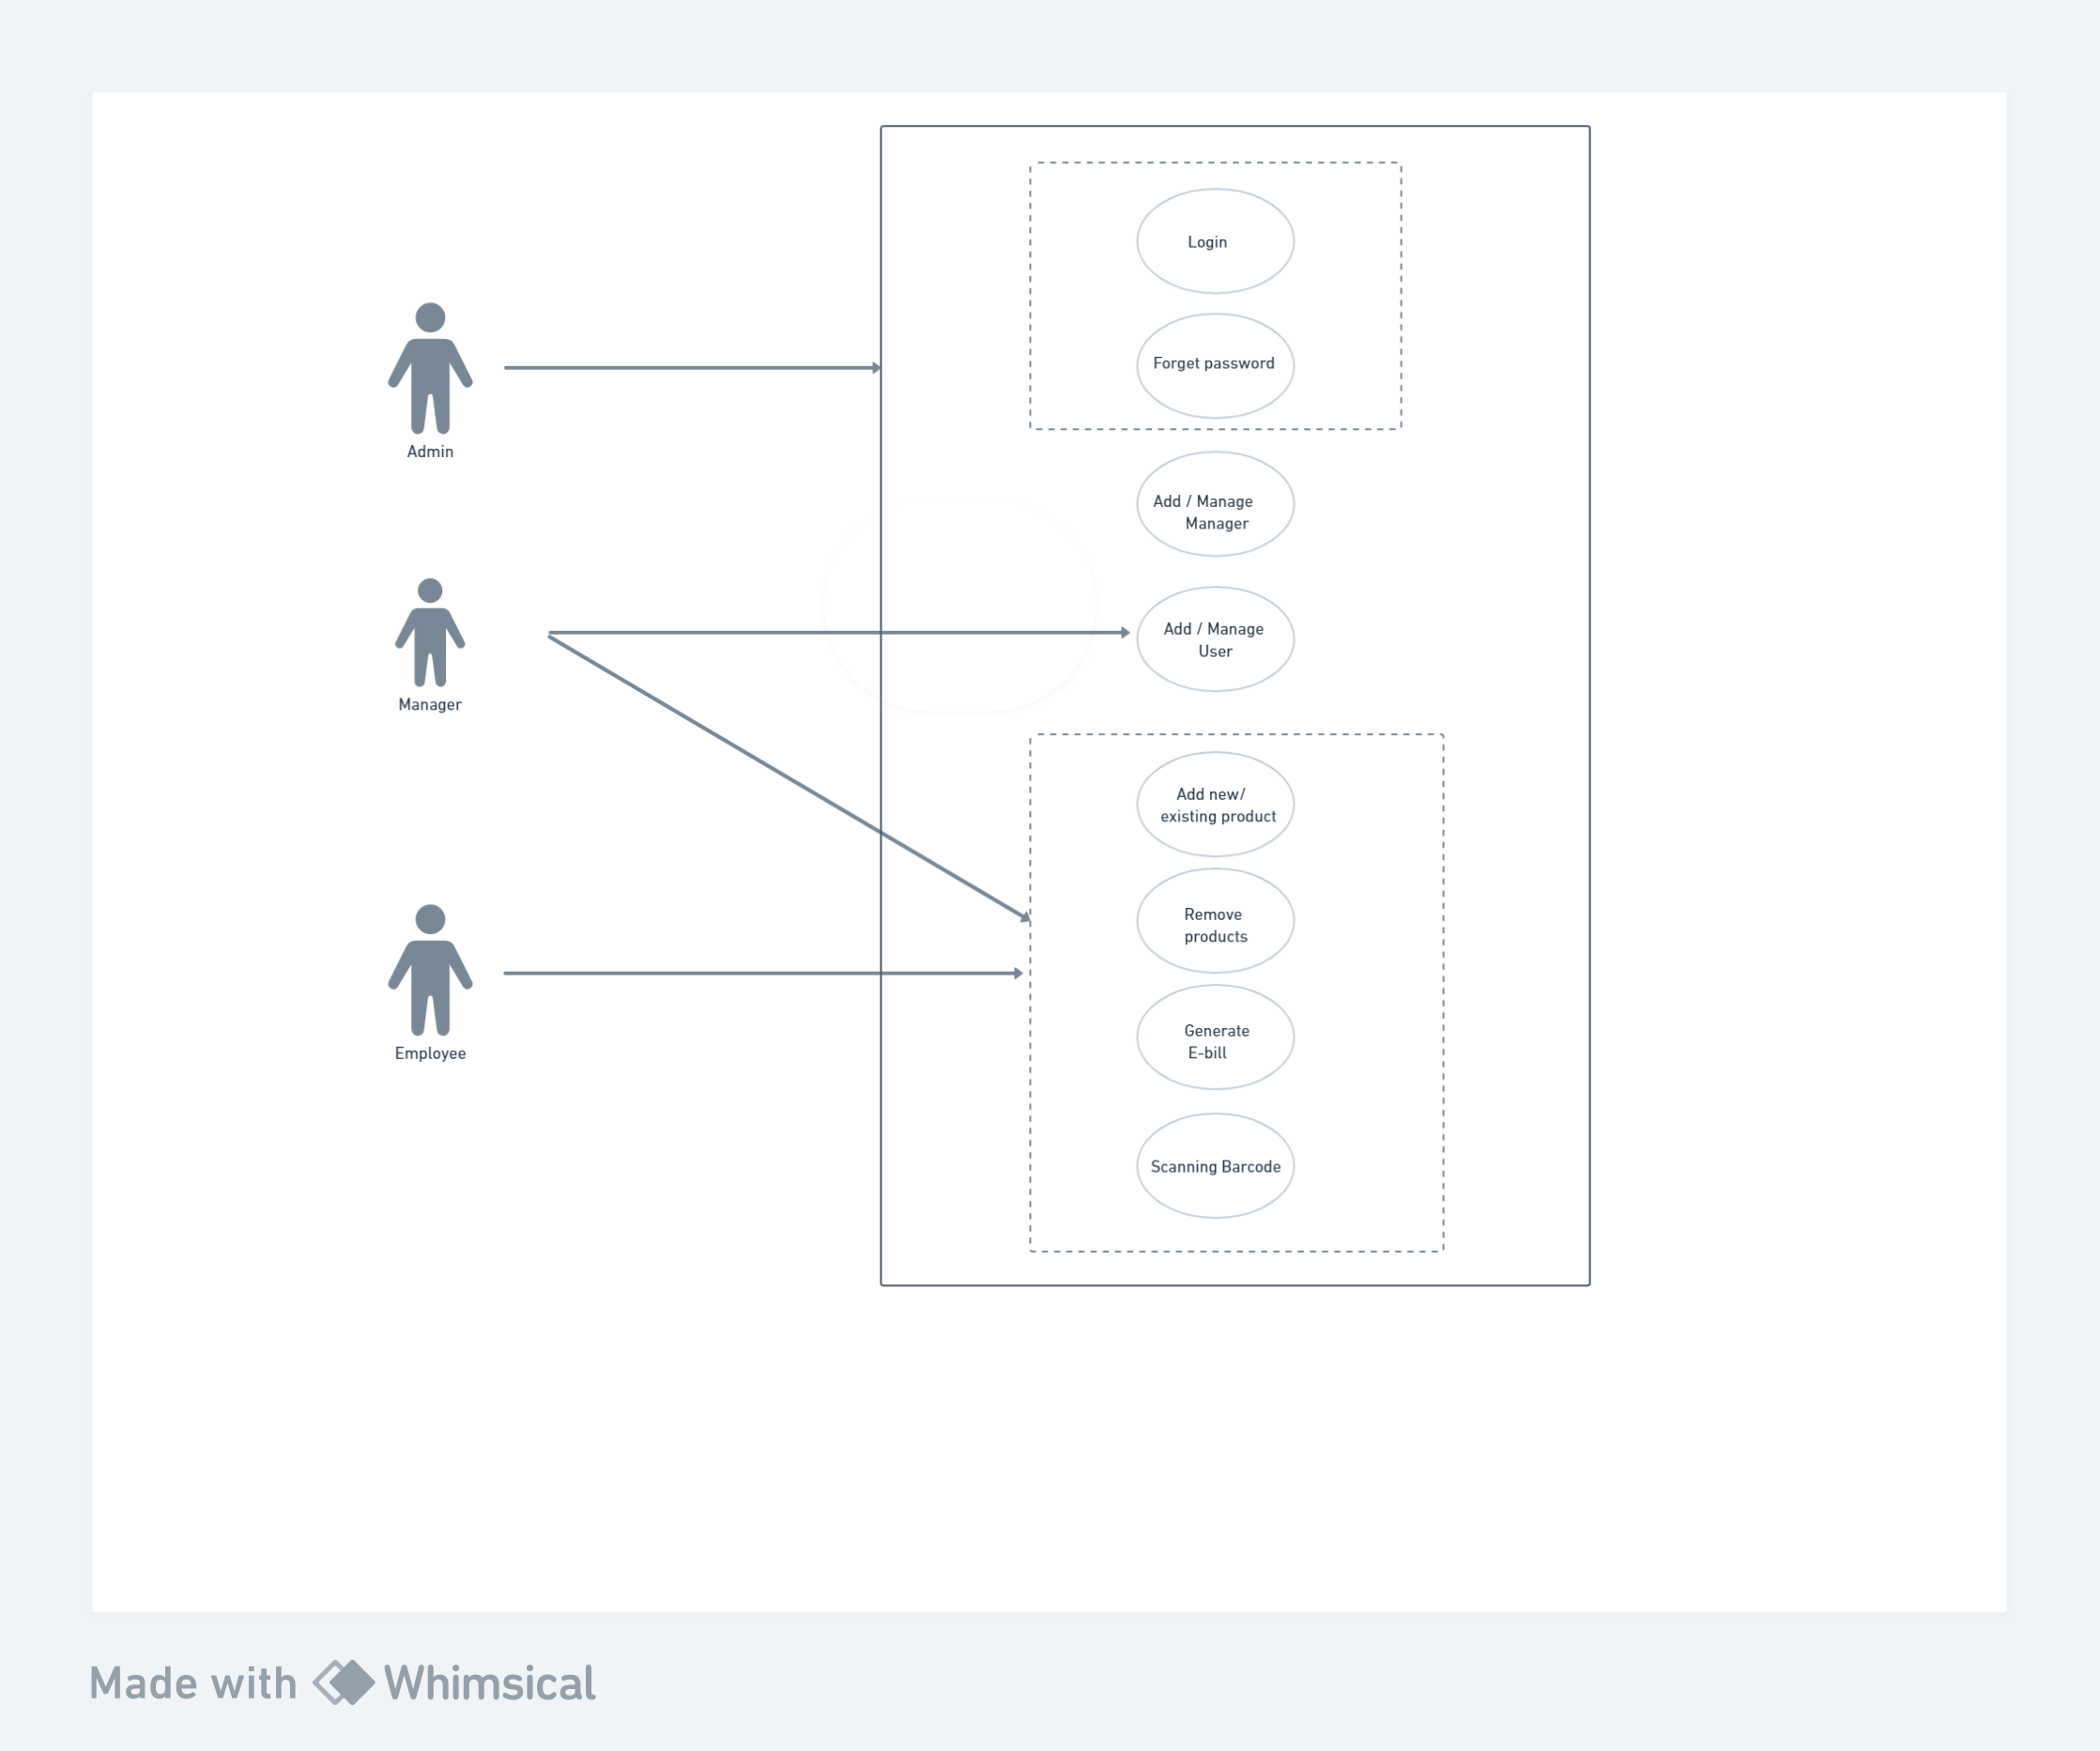 Login
Forget password
Admin
Add / Manage
Manager
Add / Manage
User
Manager
Add new/
existing product
Remove
products
Generate
E-bill
Employee
Scanning Barcode
Made with Whimsical